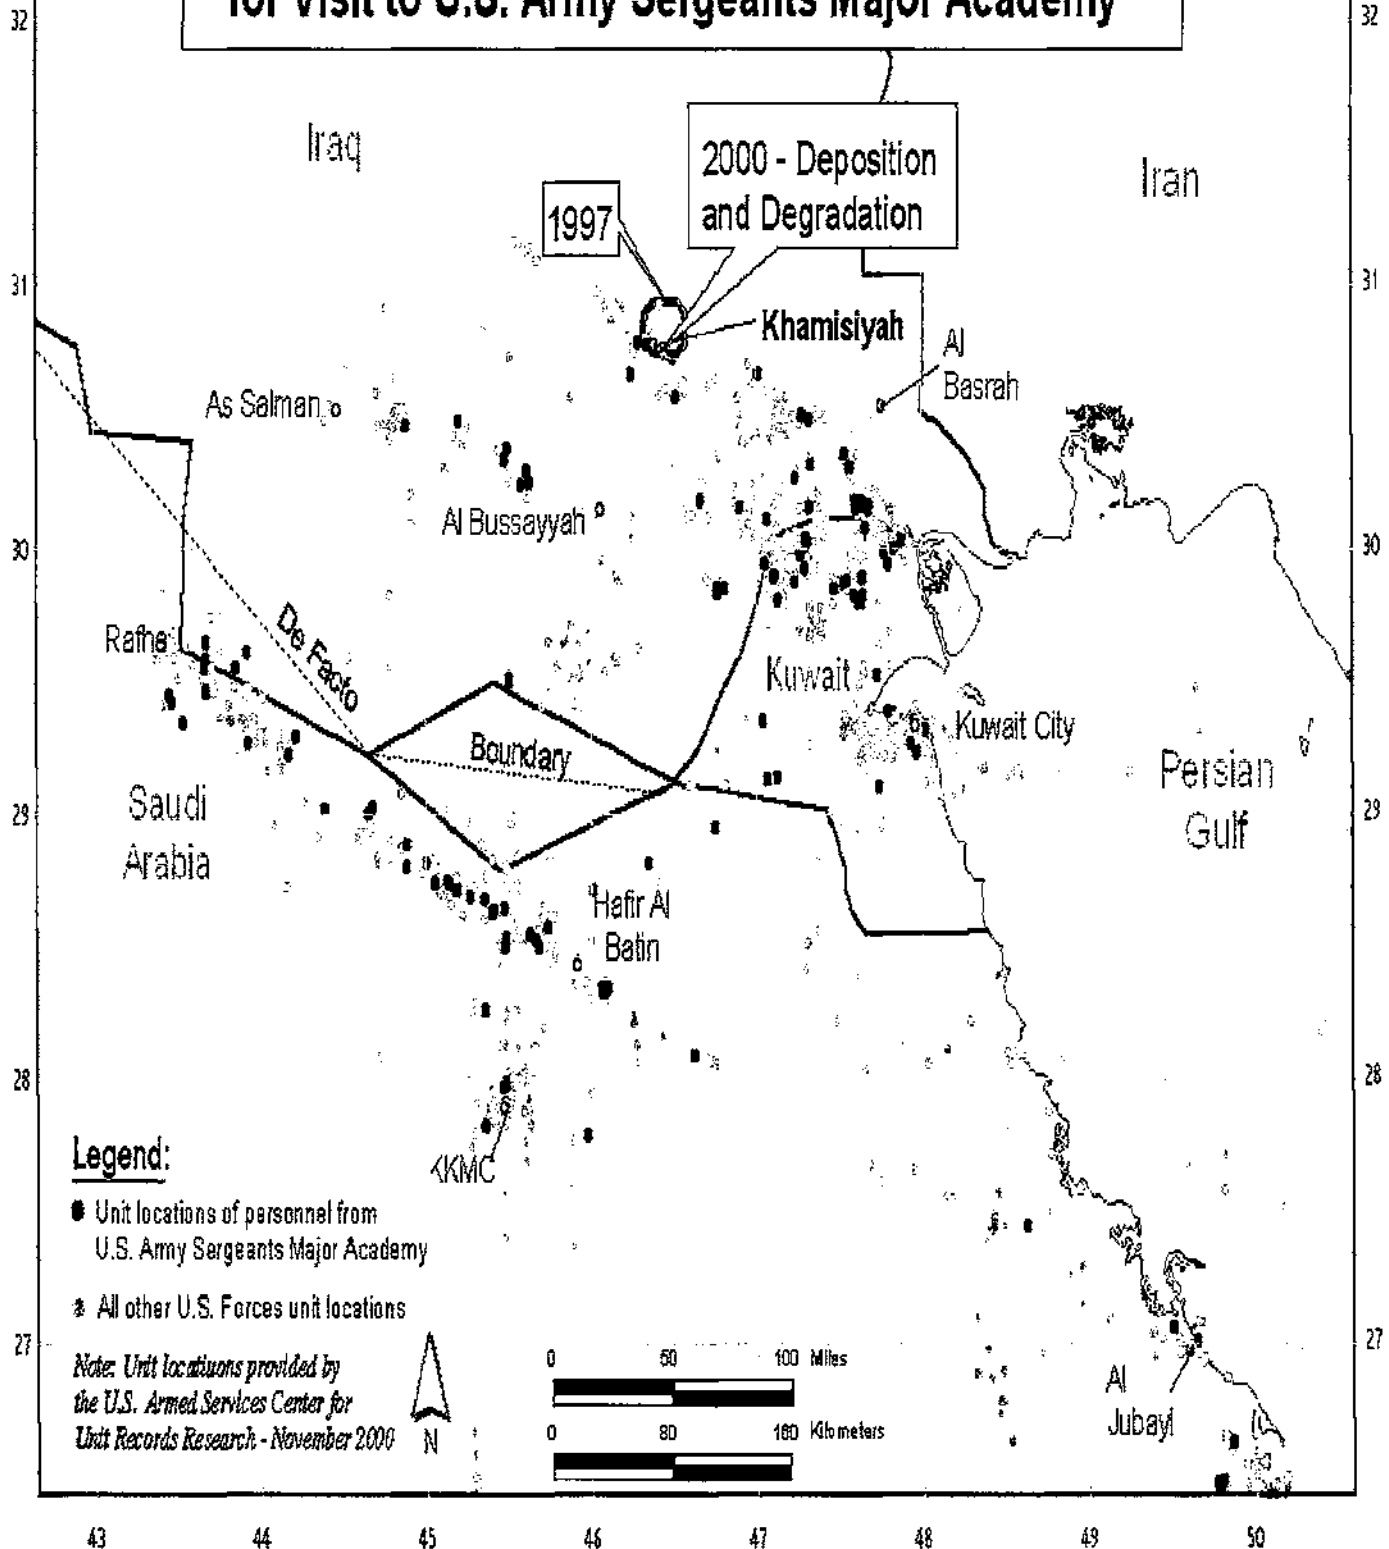 for Visit to U.S. Army Sergeants Major Academy
32
32
Iraq
2000 - Deposition
and Degradation
Iran
1997
31
31
Khamisiyah
Al
Basrah
As Salman
Al Bussayyah
30
30
De Facto
Rafha
Kuwait
Kuwait City
Boundary
Persian
Gulf
Saudi
Arabia
29
29
Hafir Al
Batin
28
28
Legend:
KKMC
Unit locations of personnel from
U.S. Army Sergeants Major Academy
All other U.S. Forces unit locations
27
27
Note: Unit locatiuons provided by
the U.S. Armed Services Center for
Unit Records Research - November 2000
N
0 50 100 Miles
0 80 160 Kilometers
Al
Jubayl
43 44 45 46 47 48 49 50